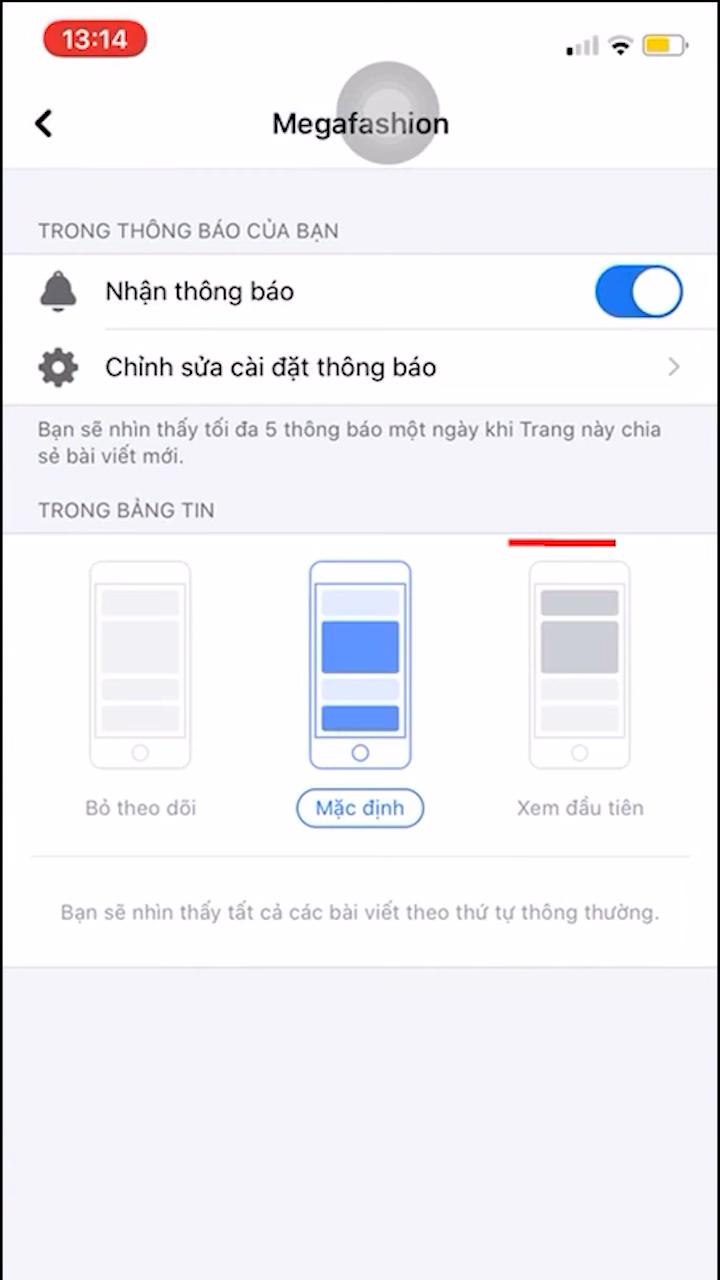 13:14
Megafashion
TRONG THÔNG BÁO CỦA BẠN
Nhận thông báo
Chỉnh sửa cài đặt thông báo
Bạn sẽ nhìn thấy tối đa 5 thông báo một ngày khi Trang này chia
sẻ bài viết mới.
TRONG BẢNG TIN
Bỏ theo dõi
Mặc định
Xem đầu tiên
Bạn sẽ nhìn thấy tất cả các bài viết theo thứ tự thông thường.